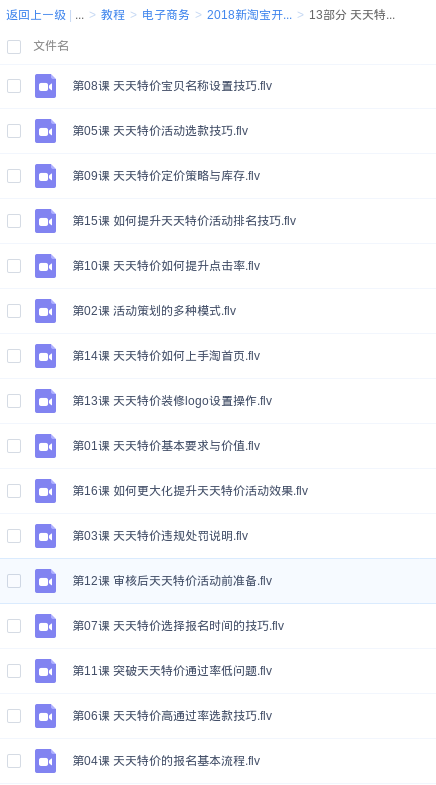 返回上一级 | ... > 教程 > 电子商务 > 2018新淘宝开... > 13部分 天天特...
文件名
第08课 天天特价宝贝名称设置技巧.flv
第05课 天天特价活动选款技巧.flv
第09课 天天特价定价策略与库存.flv
第15课 如何提升天天特价活动排名技巧.flv
第10课 天天特价如何提升点击率.flv
第02课 活动策划的多种模式.flv
第14课 天天特价如何上手淘首页.flv
第13课 天天特价装修logo设置操作.flv
第01课 天天特价基本要求与价值.flv
第16课 如何更大化提升天天特价活动效果.flv
第03课 天天特价违规处罚说明.flv
第12课 审核后天天特价活动前准备.flv
第07课 天天特价选择报名时间的技巧.flv
第11课 突破天天特价通过率低问题.flv
第06课 天天特价高通过率选款技巧.flv
第04课 天天特价的报名基本流程.flv